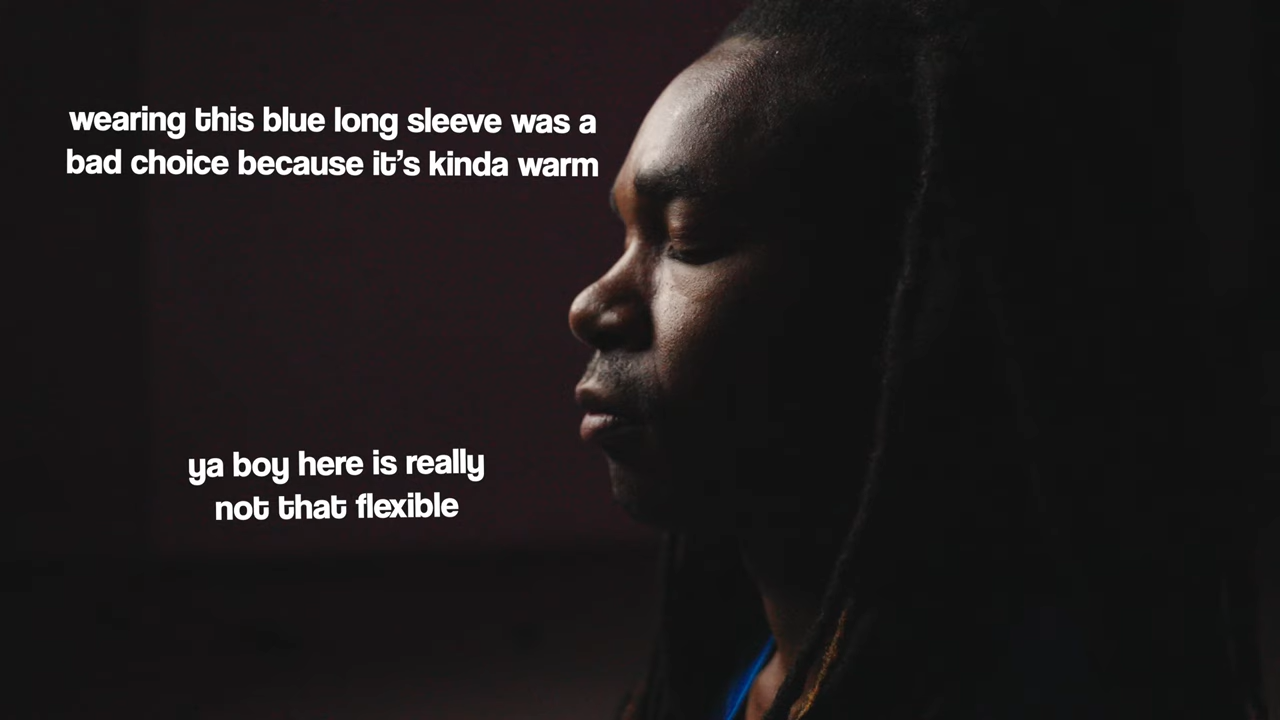 wearing this blue long sleeve was a
bad choice because it's kinda warm
ya boy here is really
not that flexible